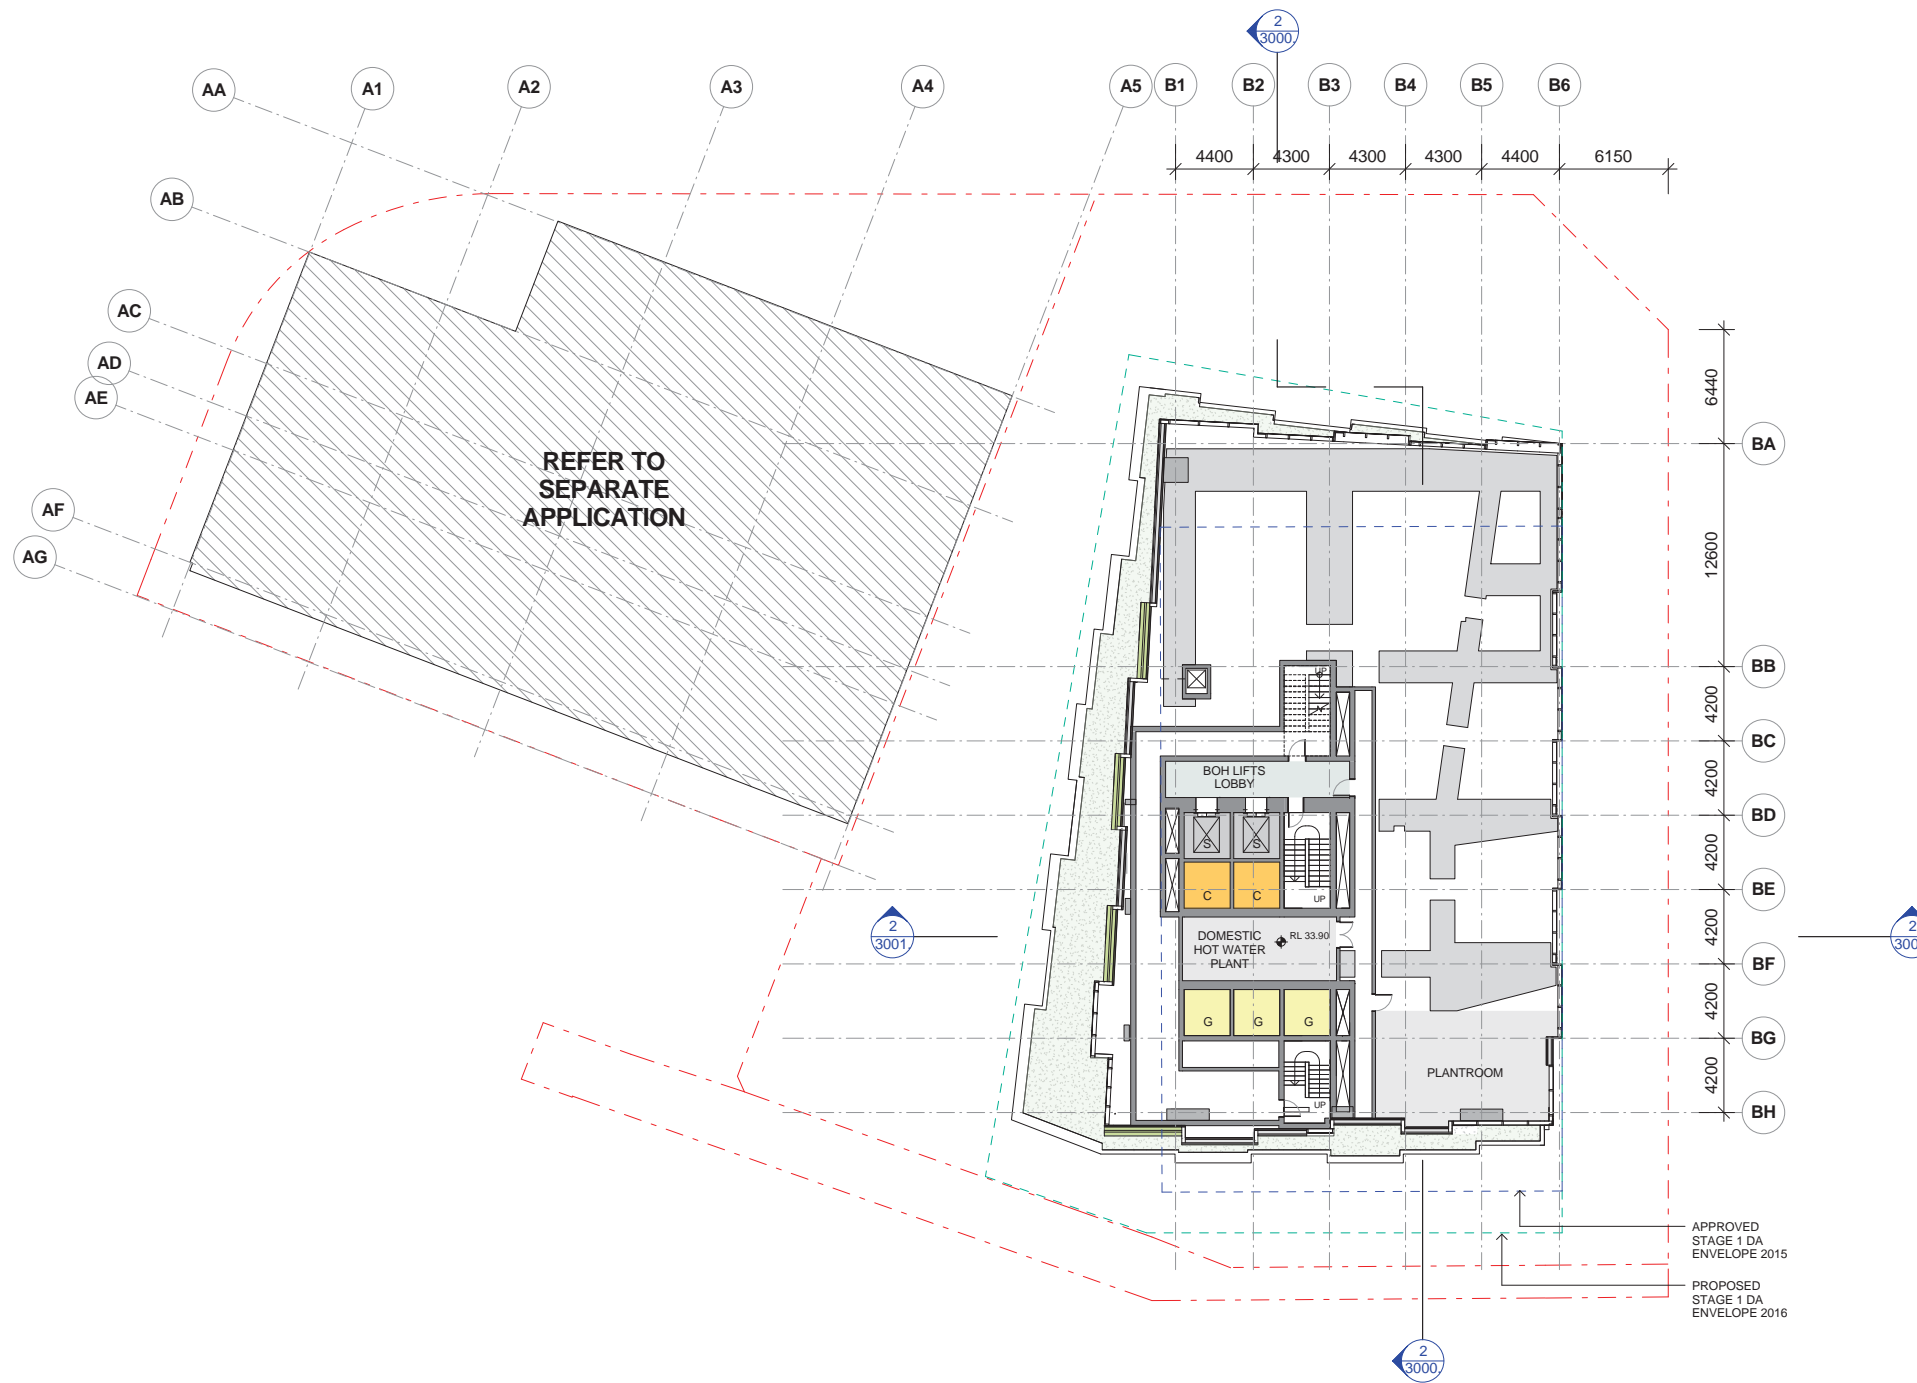 2
3000.
AA
A1
A2
A3
A4
A5
B1
B2
B3
B4
B5
B6
4400
4300
4300
4300
4400
6150
AB
AC
AD
AE
AF
AG
REFER TO
SEPARATE
APPLICATION
6440
BA
12600
BB
4200
BC
4200
BD
4200
BE
4200
BF
4200
BG
4200
BH
UP
BOH LIFTS
LOBBY
S
S
C
C
UP
DOMESTIC
HOT WATER
PLANT
RL 33.90
G
G
G
UP
PLANTROOM
2
3001
2
300
APPROVED
STAGE 1 DA
ENVELOPE 2015
PROPOSED
STAGE 1 DA
ENVELOPE 2016
2
3000.